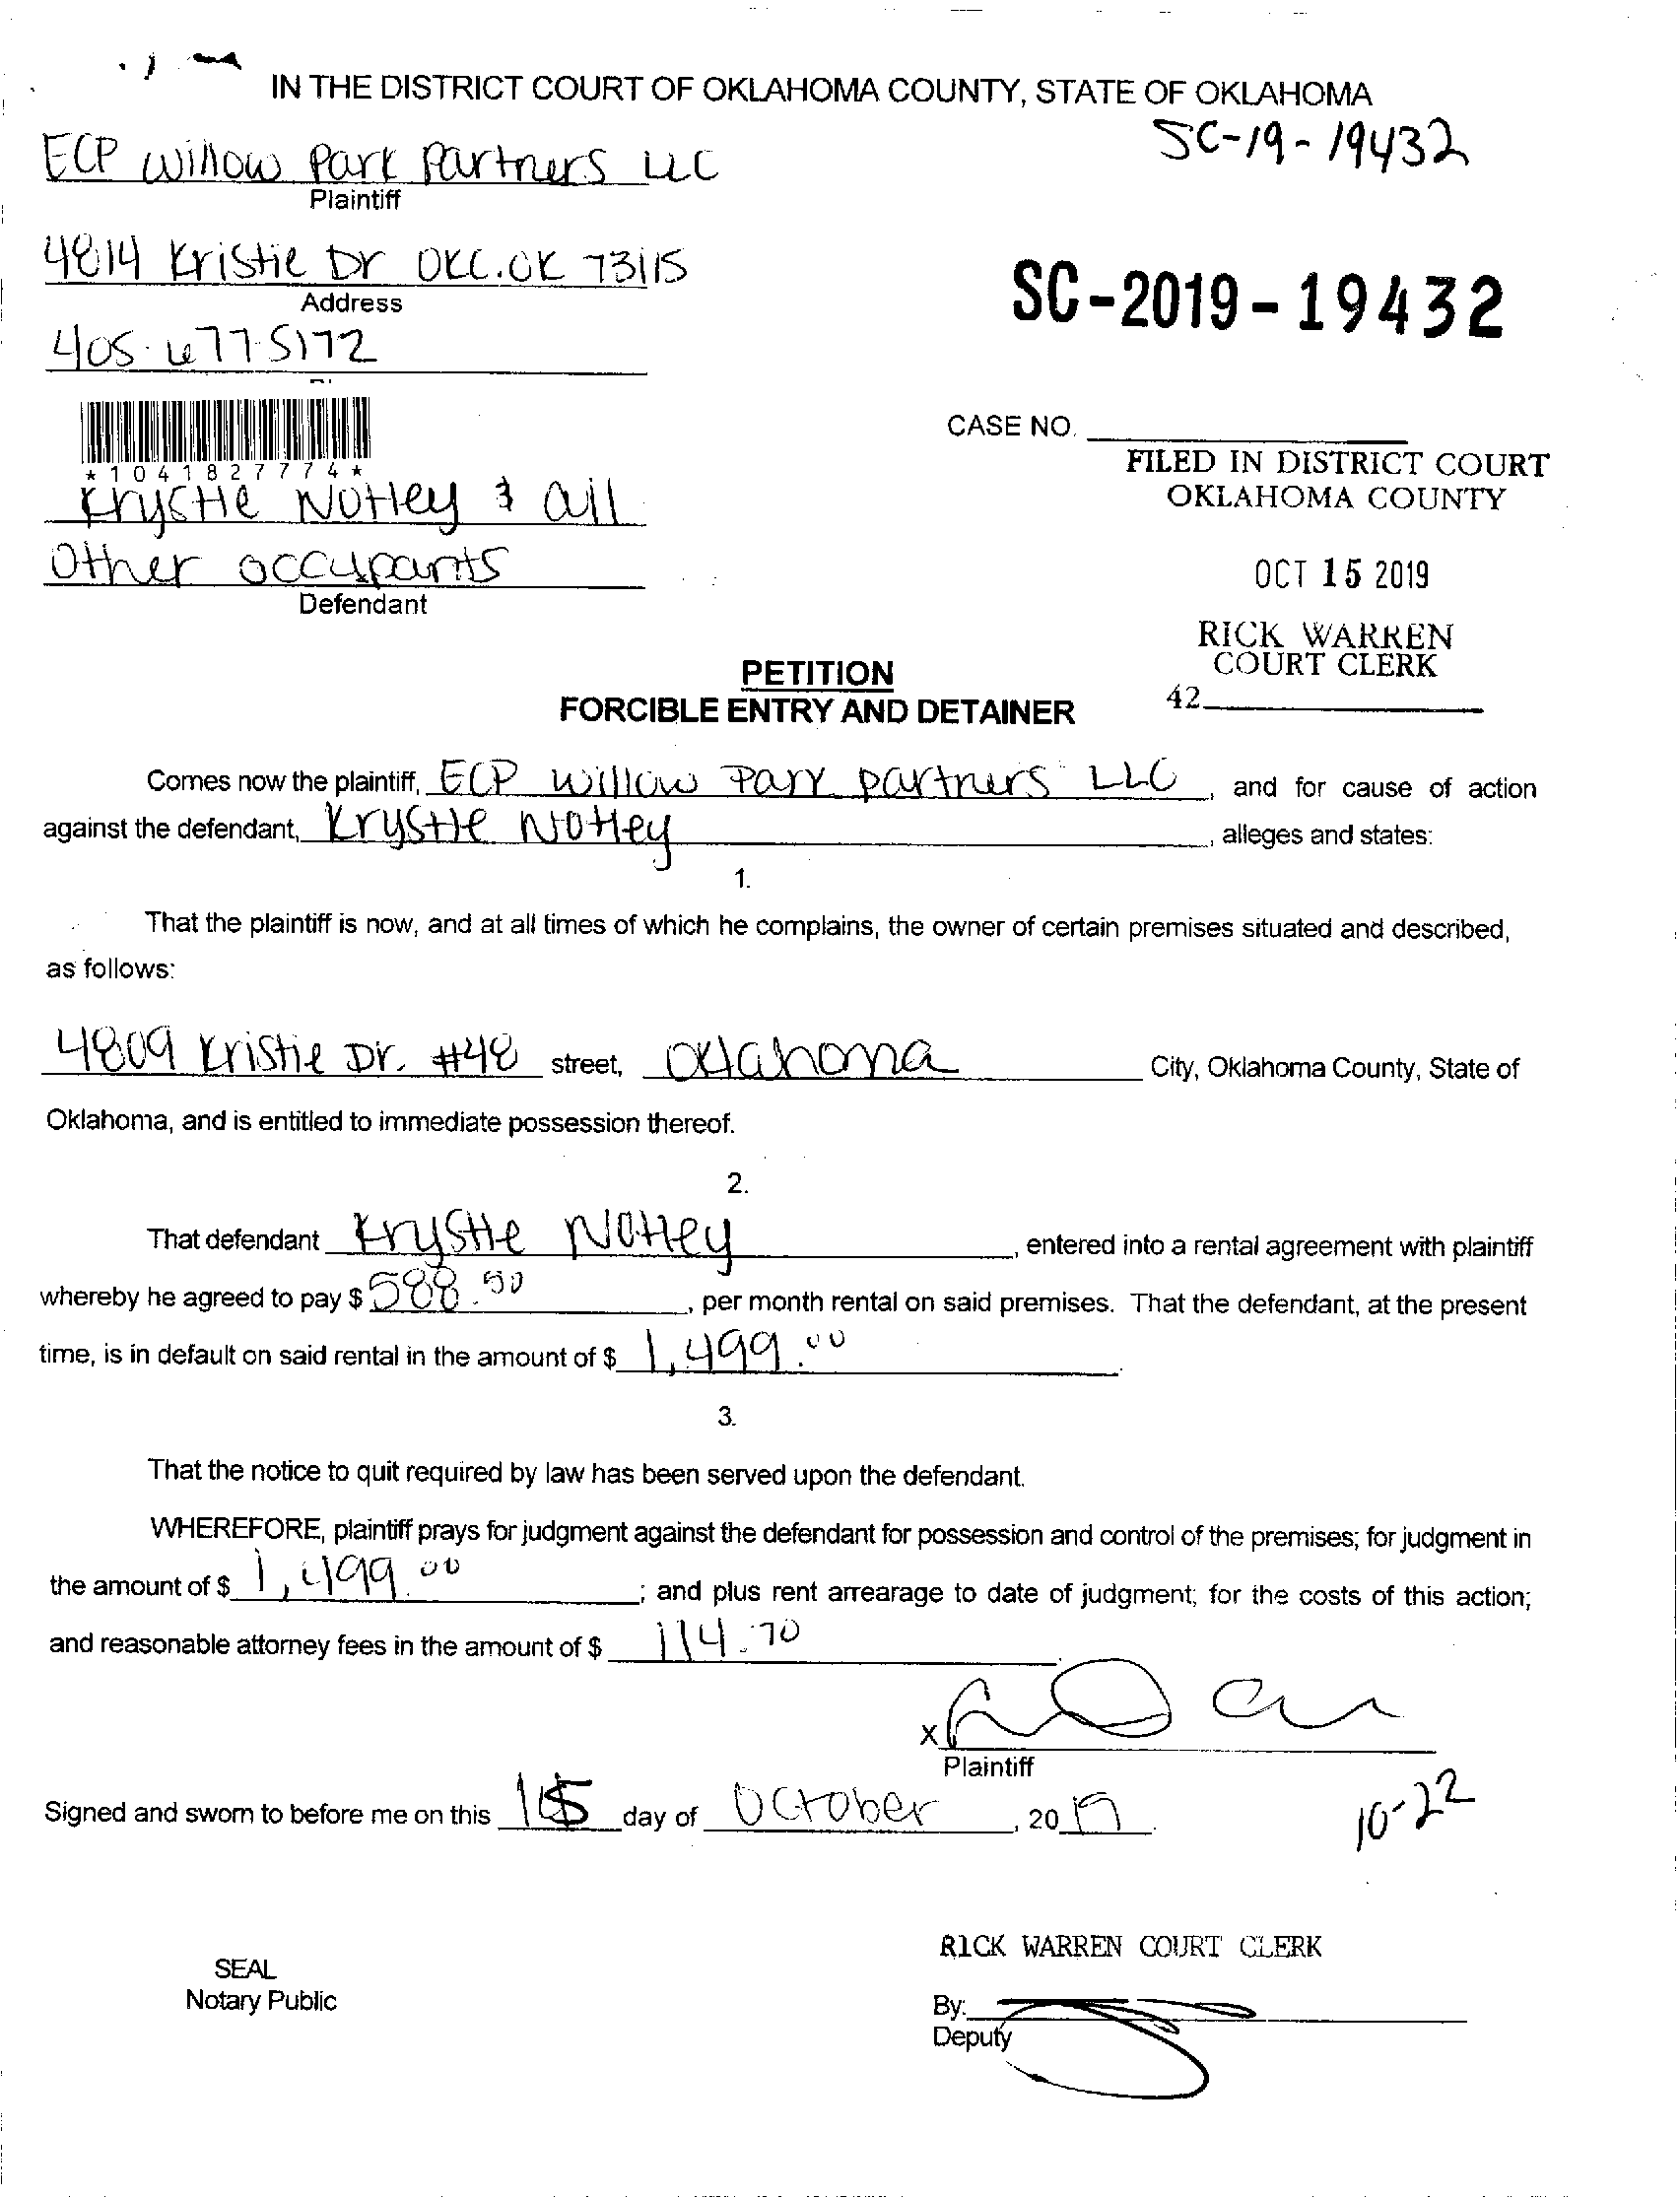 IN THE DISTRICT COURT OF OKLAHOMA COUNTY, STATE OF OKLAHOMA
SC-19-19432
ECP Willow Park Partners LLC
Plaintiff
4814 Kristie Dr OKC.OK 73115
Address
SC-2019-19432
405-677-5172
CASE NO.
*1041827774*
FILED IN DISTRICT COURT
OKLAHOMA COUNTY
Krystle Notley & all
Other occupants
Defendant
OCT 15 2019
RICK WARREN
COURT CLERK
42
PETITION
FORCIBLE ENTRY AND DETAINER
Comes now the plaintiff, ECP Willow Park partners LLC, and for cause of action
against the defendant, Krystle Notley, alleges and states:
1.
That the plaintiff is now, and at all times of which he complains, the owner of certain premises situated and described,
as follows:
4809 Kristie Dr. #48 street, Oklahoma City, Oklahoma County, State of
Oklahoma, and is entitled to immediate possession thereof.
2.
That defendant Krystle Notley, entered into a rental agreement with plaintiff
whereby he agreed to pay $ 588.50, per month rental on said premises. That the defendant, at the present
time, is in default on said rental in the amount of $ 1,499.00.
3.
That the notice to quit required by law has been served upon the defendant.
WHEREFORE, plaintiff prays for judgment against the defendant for possession and control of the premises; for judgment in
the amount of $ 1,499.00; and plus rent arrearage to date of judgment; for the costs of this action;
and reasonable attorney fees in the amount of $ 114.70
X
Plaintiff
Signed and sworn to before me on this 15 day of October, 2019.
10-22
RICK WARREN COURT CLERK
SEAL
Notary Public
By:
Deputy